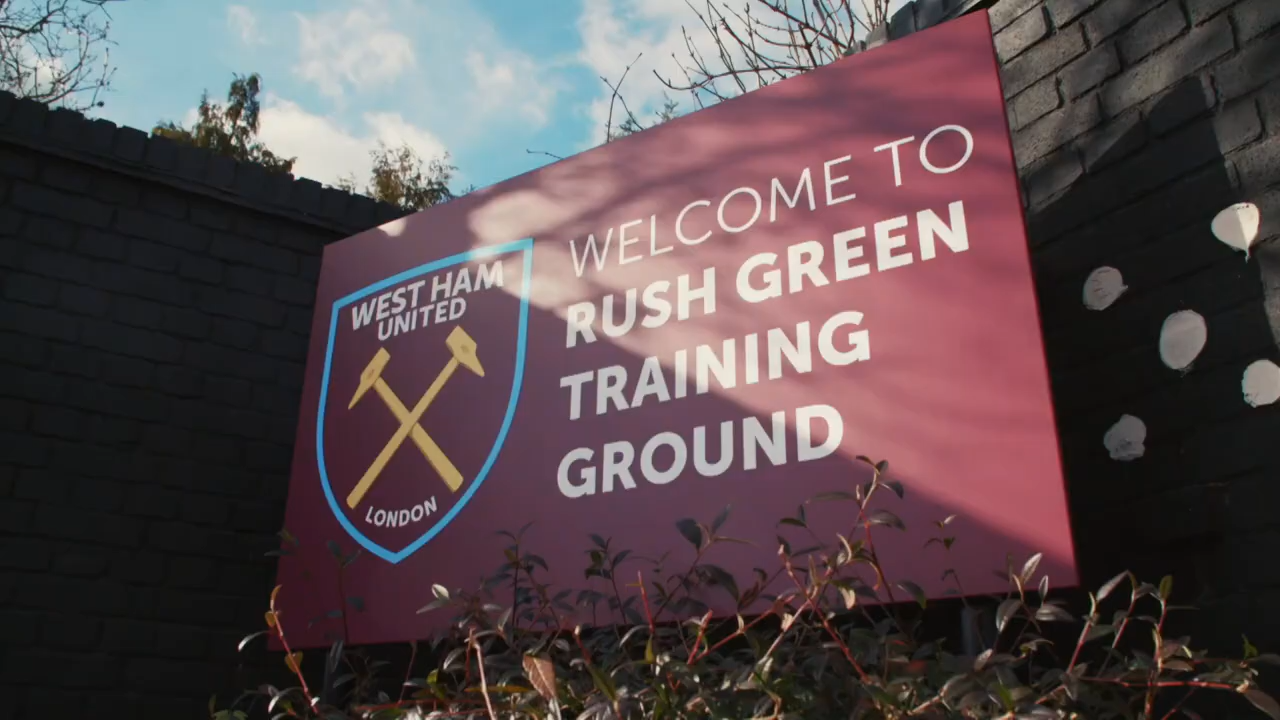 WEST HAM
UNITED
LONDON
WELCOME TO
RUSH GREEN
TRAINING
GROUND